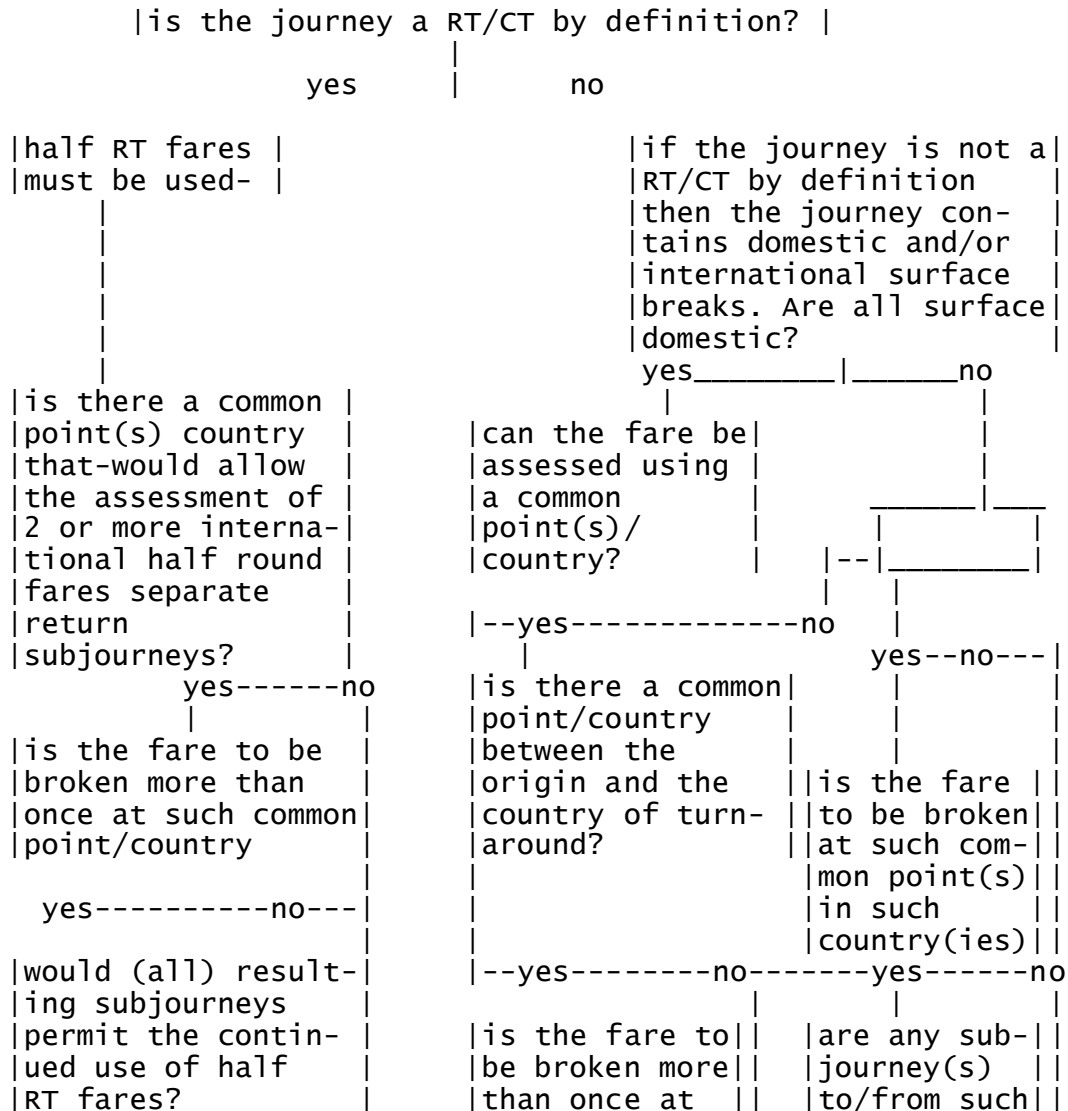 |is the journey a RT/CT by definition? |
|
yes | no
|half RT fares | |if the journey is not a|
|must be used- | |RT/CT by definition |
| |then the journey con- |
| |tains domestic and/or |
| |international surface |
| |breaks. Are all surface|
| |domestic? |
| yes________|______no
|is there a common | | |
|point(s) country | |can the fare be| |
|that-would allow | |assessed using | |
|the assessment of | |a common | ______|___
|2 or more interna-| |point(s)/ | | |
|tional half round | |country? | |--|________|
|fares separate | | |
|return | |--yes-------------no |
|subjourneys? | | yes--no---|
yes------no |is there a common| | |
| | |point/country | | |
|is the fare to be | |between the | | |
|broken more than | |origin and the ||is the fare ||
|once at such common| |country of turn- ||to be broken||
|point/country | |around? ||at such com-||
| | |mon point(s)||
yes----------no---| | |in such ||
| | |country(ies)||
|would (all) result-| |--yes--------no-------yes------no
|ing subjourneys | | | |
|permit the contin- | |is the fare to|| |are any sub-||
|ued use of half | |be broken more|| |journey(s) ||
|RT fares? | |than once at || |to/from such||